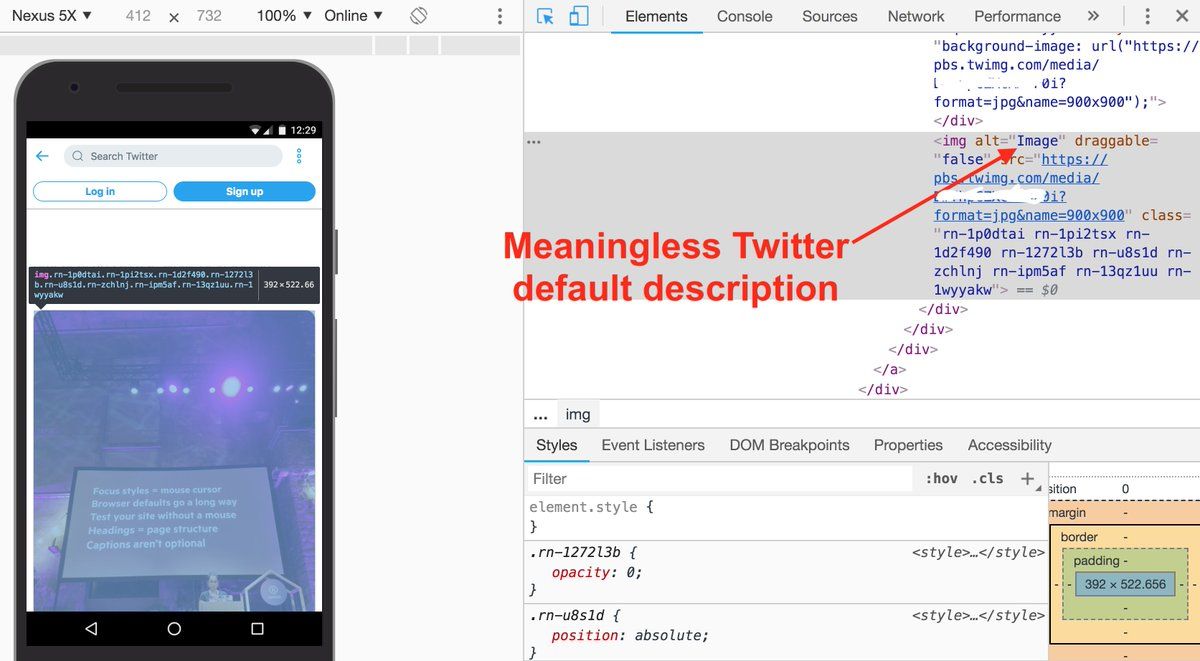 Nexus 5X ▼ 412 × 732 100% ▼ Online ▼
Elements Console Sources Network Performance »
12:29
Search Twitter
Log in Sign up
img.rn-1p0dtai.rn-1pi2tsx.rn-1d2f490.rn-1272l3
b.rn-u8s1d.rn-zchlnj.rn-ipm5af.rn-13qz1uu.rn-1
wyyakw
392×522.66
Focus styles = mouse cursor
Browser defaults go a long way
Test your site without a mouse
Headings = page structure
Captions aren't optional
"background-image: url("https://
pbs.twimg.com/media/
0i?
format=jpg&name=900x900");">
</div>
… <img alt="Image" draggable=
"false" src="https://
pbs.twimg.com/media/
0i?
format=jpg&name=900x900" class=
"rn-1p0dtai rn-1pi2tsx rn-
1d2f490 rn-1272l3b rn-u8s1d rn-
zchlnj rn-ipm5af rn-13qz1uu rn-
1wyyakw"> == $0
</div>
</div>
</div>
</a>
</div>
Meaningless Twitter
default description
… img
Styles Event Listeners DOM Breakpoints Properties Accessibility
Filter :hov .cls +
element.style {
}
.rn-1272l3b { <style>…</style>
opacity: 0;
}
.rn-u8s1d { <style>…</style>
position: absolute;
}
sition 0
margin -
border -
padding -
- - 392 × 522.656 - -
-
-
-